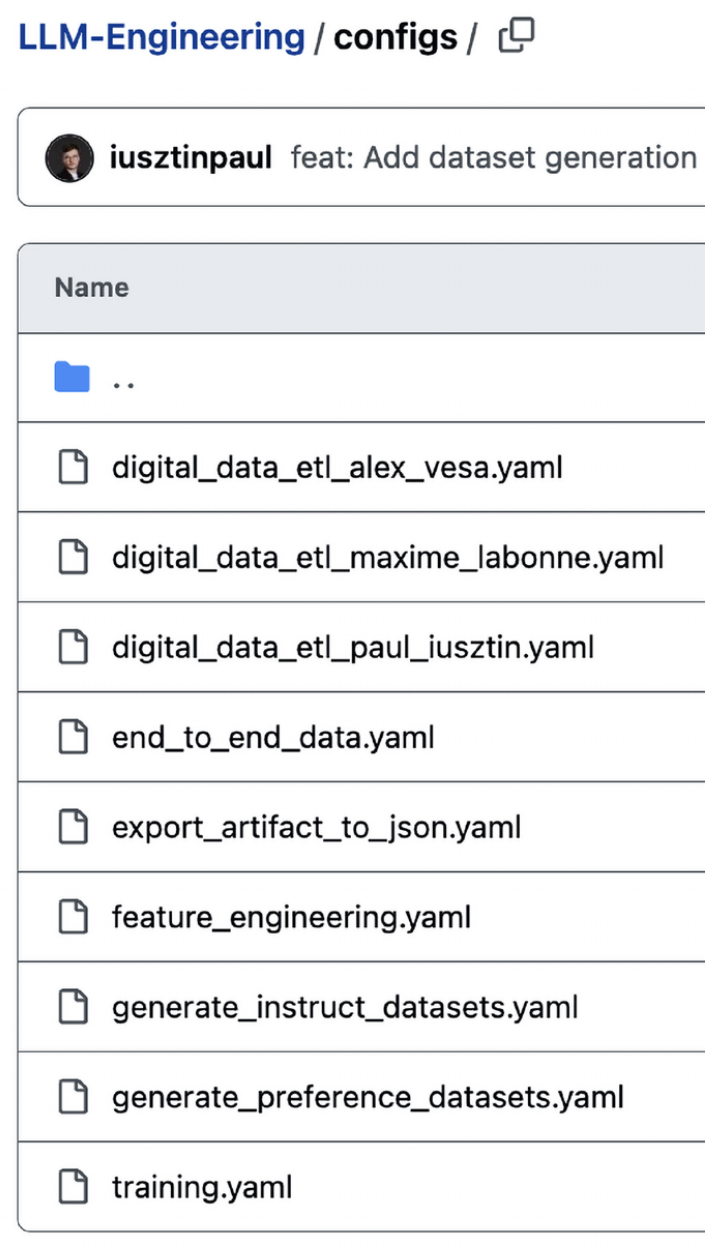 LLM-Engineering / configs /
iusztinpaul feat: Add dataset generation
Name
..
digital_data_etl_alex_vesa.yaml
digital_data_etl_maxime_labonne.yaml
digital_data_etl_paul_iusztin.yaml
end_to_end_data.yaml
export_artifact_to_json.yaml
feature_engineering.yaml
generate_instruct_datasets.yaml
generate_preference_datasets.yaml
training.yaml